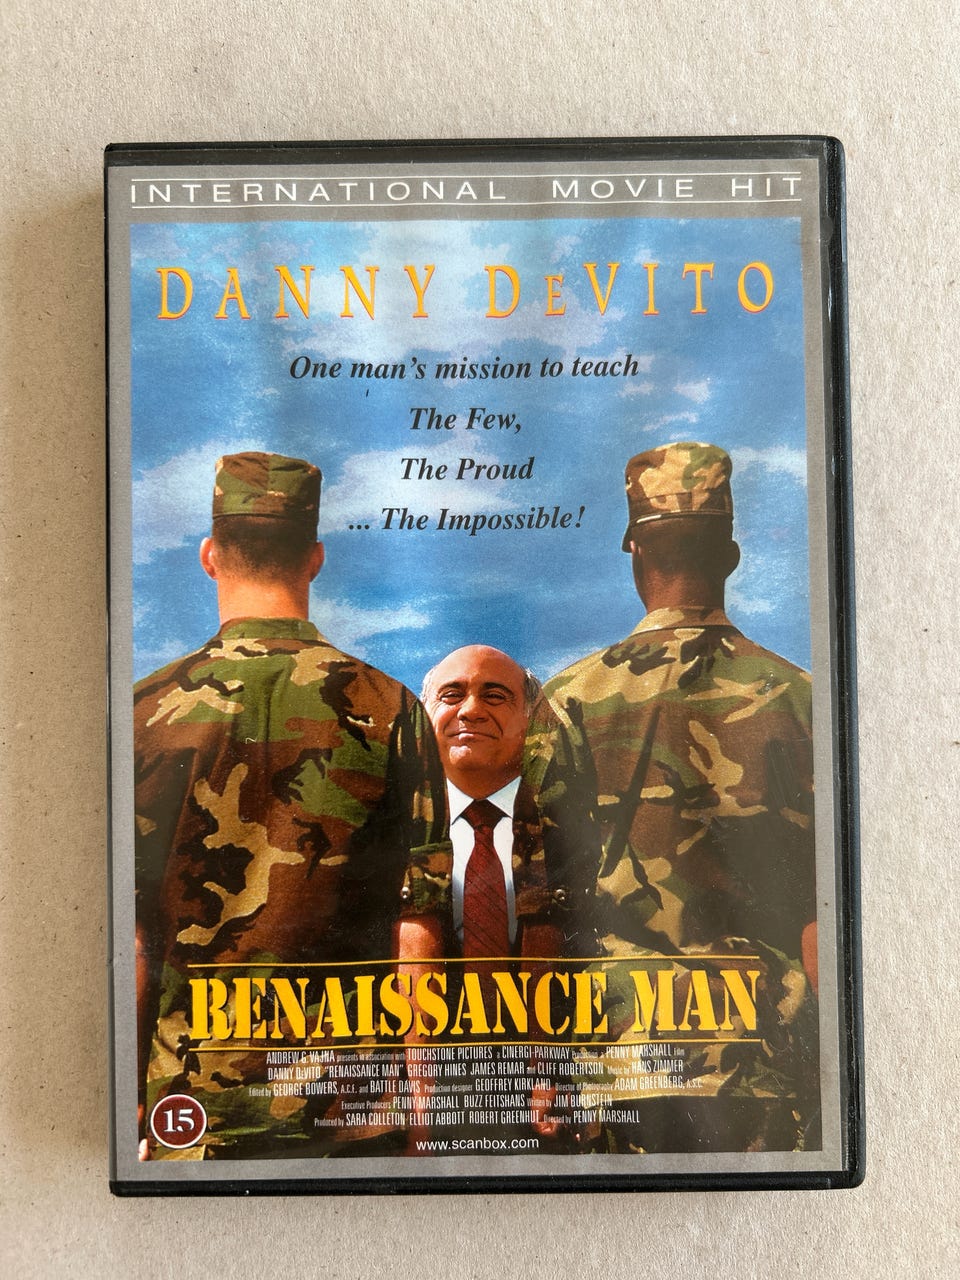 INTERNATIONAL MOVIE HIT
DANNY DeVITO
One man's mission to teach
The Few,
The Proud
... The Impossible!
RENAISSANCE MAN
ANDREW G. VAJNA presents in association with TOUCHSTONE PICTURES a CINERGI-PARKWAY Production a PENNY MARSHALL Film
DANNY DeVITO "RENAISSANCE MAN" GREGORY HINES JAMES REMAR and CLIFF ROBERTSON Music by HANS ZIMMER
Edited by GEORGE BOWERS, A.C.E. and BATTLE DAVIS Production designer GEOFFREY KIRKLAND Director of Photography ADAM GREENBERG, A.S.C.
Executive Producers PENNY MARSHALL BUZZ FEITSHANS Written by JIM BURNSTEIN
Produced by SARA COLLETON ELLIOT ABBOTT ROBERT GREENHUT Directed by PENNY MARSHALL
15
www.scanbox.com